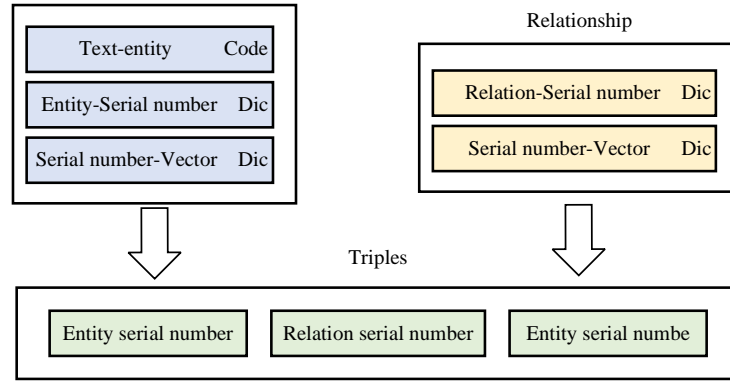 Text-entity Code
Entity-Serial number Dic
Serial number-Vector Dic
Relationship
Relation-Serial number Dic
Serial number-Vector Dic
Triples
Entity serial number
Relation serial number
Entity serial numbe